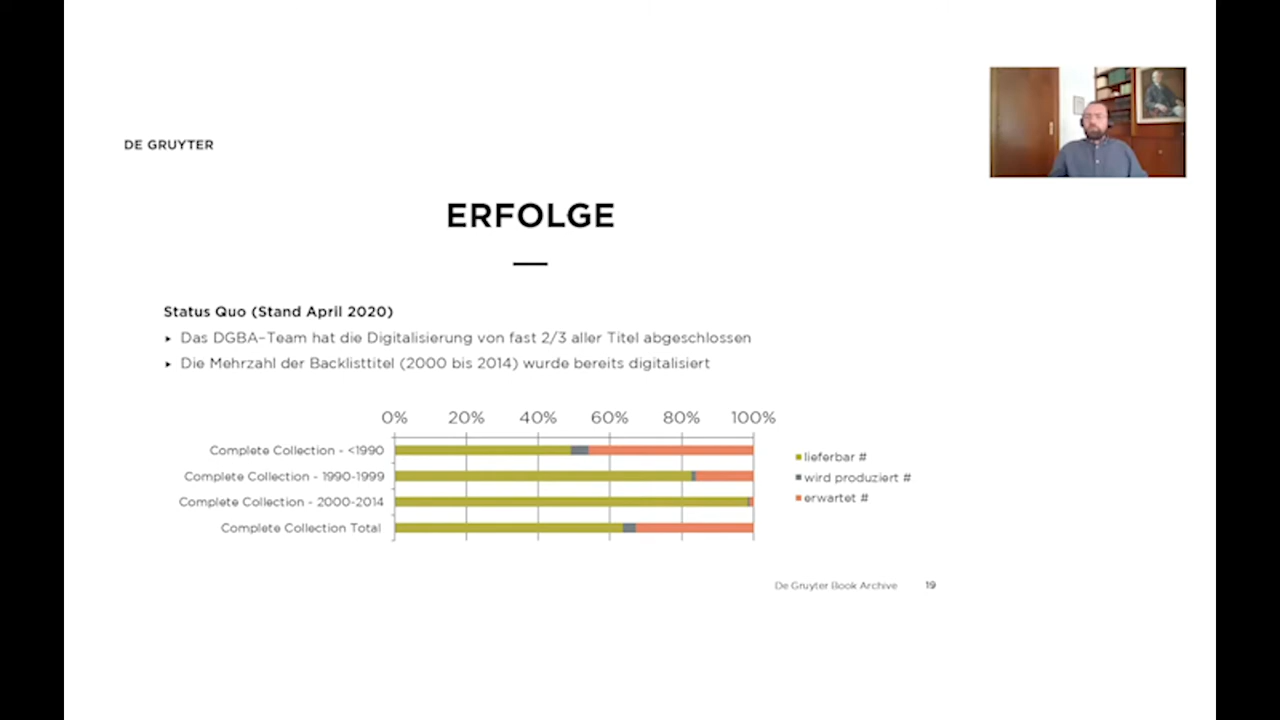 DE GRUYTER
ERFOLGE
Status Quo (Stand April 2020)
▸ Das DGBA-Team hat die Digitalisierung von fast 2/3 aller Titel abgeschlossen
▸ Die Mehrzahl der Backlisttitel (2000 bis 2014) wurde bereits digitalisiert
0% 20% 40% 60% 80% 100%
Complete Collection - <1990
Complete Collection - 1990-1999
Complete Collection - 2000-2014
Complete Collection Total
lieferbar #
wird produziert #
erwartet #
De Gruyter Book Archive 19